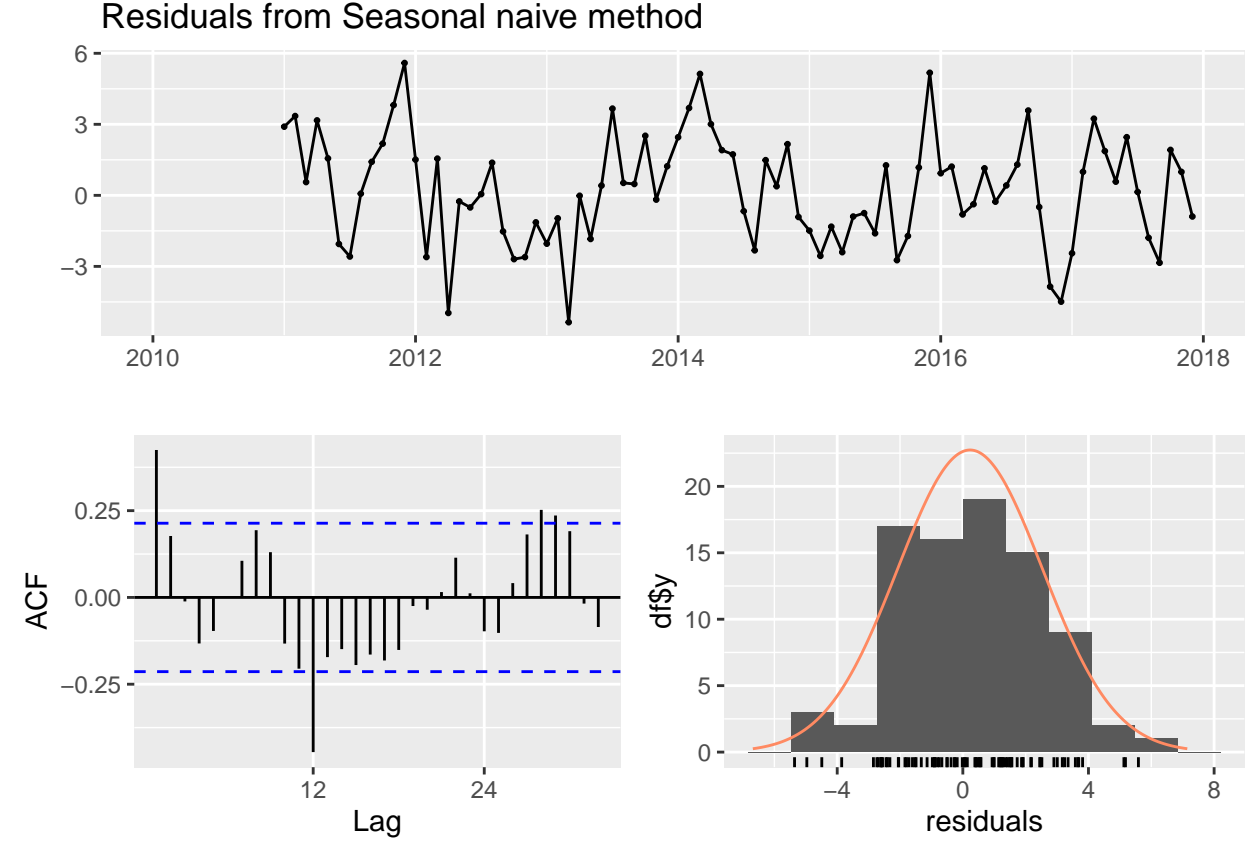 Residuals from Seasonal naive method
6
3
0
−3
2010 2012 2014 2016 2018
ACF
0.25
0.00
−0.25
12 24
Lag
df$y
20
15
10
5
0
−4 0 4 8
residuals